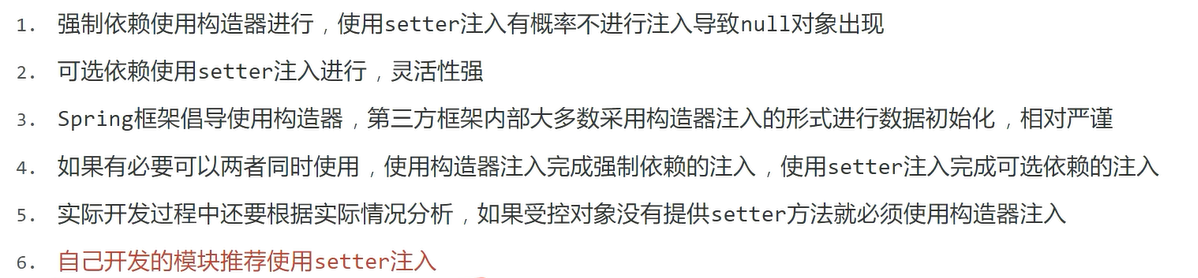 1. 强制依赖使用构造器进行，使用setter注入有概率不进行注入导致null对象出现
2. 可选依赖使用setter注入进行，灵活性强
3. Spring框架倡导使用构造器，第三方框架内部大多数采用构造器注入的形式进行数据初始化，相对严谨
4. 如果有必要可以两者同时使用，使用构造器注入完成强制依赖的注入，使用setter注入完成可选依赖的注入
5. 实际开发过程中还要根据实际情况分析，如果受控对象没有提供setter方法就必须使用构造器注入
6. 自己开发的模块推荐使用setter注入